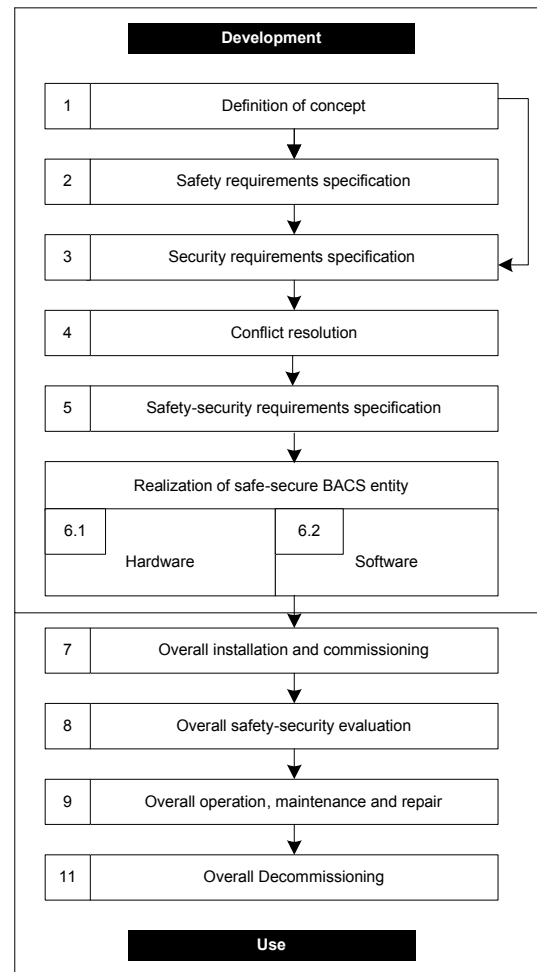 Development
1 Definition of concept
2 Safety requirements specification
3 Security requirements specification
4 Conflict resolution
5 Safety-security requirements specification
Realization of safe-secure BACS entity
6.1 6.2
Hardware Software
7 Overall installation and commissioning
8 Overall safety-security evaluation
9 Overall operation, maintenance and repair
11 Overall Decommissioning
Use